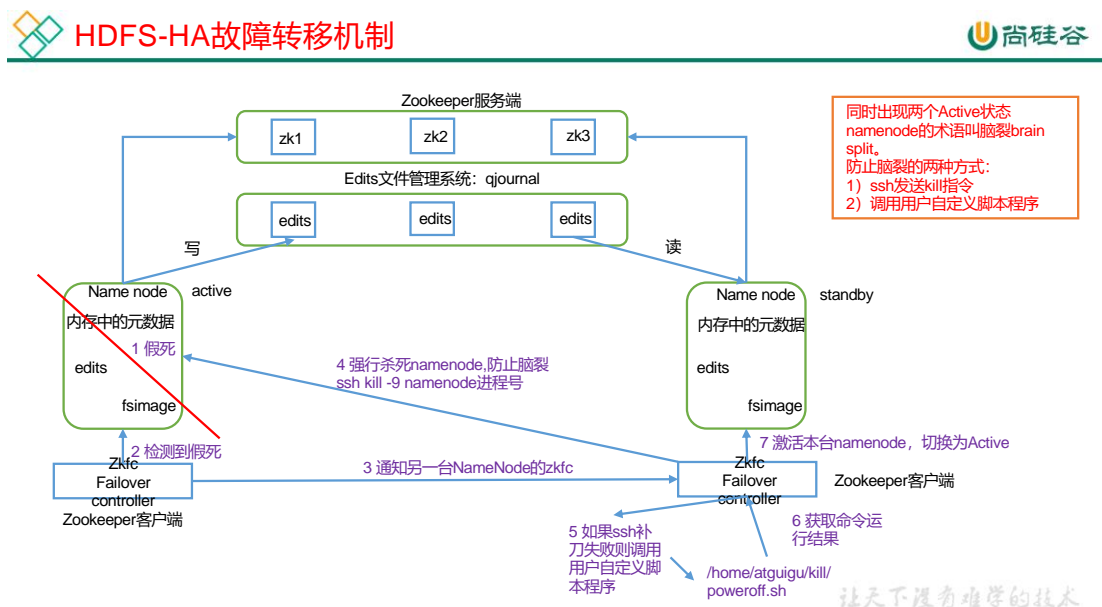 HDFS-HA故障转移机制
尚硅谷
Zookeeper服务端
zk1
zk2
zk3
同时出现两个Active状态
namenode的术语叫脑裂brain
split。
防止脑裂的两种方式：
1）ssh发送kill指令
2）调用用户自定义脚本程序
Edits文件管理系统：qjournal
edits
edits
edits
写
读
Name node
active
内存中的元数据
1 假死
edits
fsimage
Name node
standby
内存中的元数据
edits
fsimage
4 强行杀死namenode,防止脑裂
ssh kill -9 namenode进程号
2 检测到假死
7 激活本台namenode，切换为Active
Zkfc
Failover
controller
Zookeeper客户端
3 通知另一台NameNode的zkfc
Zkfc
Failover
controller
Zookeeper客户端
5 如果ssh补
刀失败则调用
用户自定义脚
本程序
6 获取命令运
行结果
/home/atguigu/kill/
poweroff.sh
让天下没有难学的技术